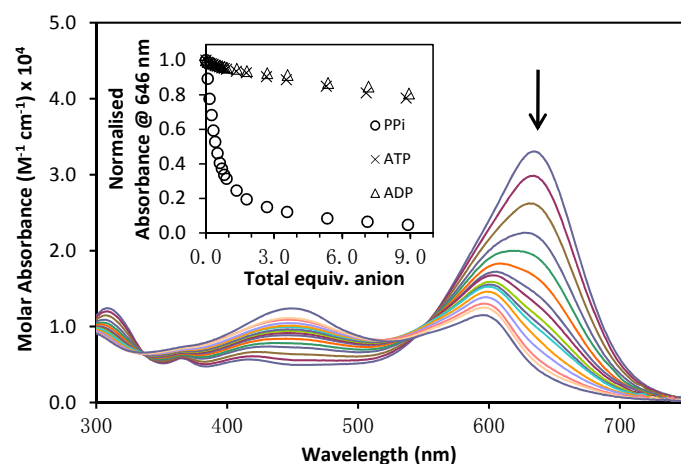 5.0
4.0
3.0
2.0
1.0
0.0
Molar Absorbance (M⁻¹ cm⁻¹) x 10⁴
300
400
500
600
700
Wavelength (nm)
1.0
0.8
0.6
0.4
0.2
0.0
Normalised
Absorbance @ 646 nm
0. 0
3. 0
6. 0
9. 0
Total equiv. anion
PPi
ATP
ADP